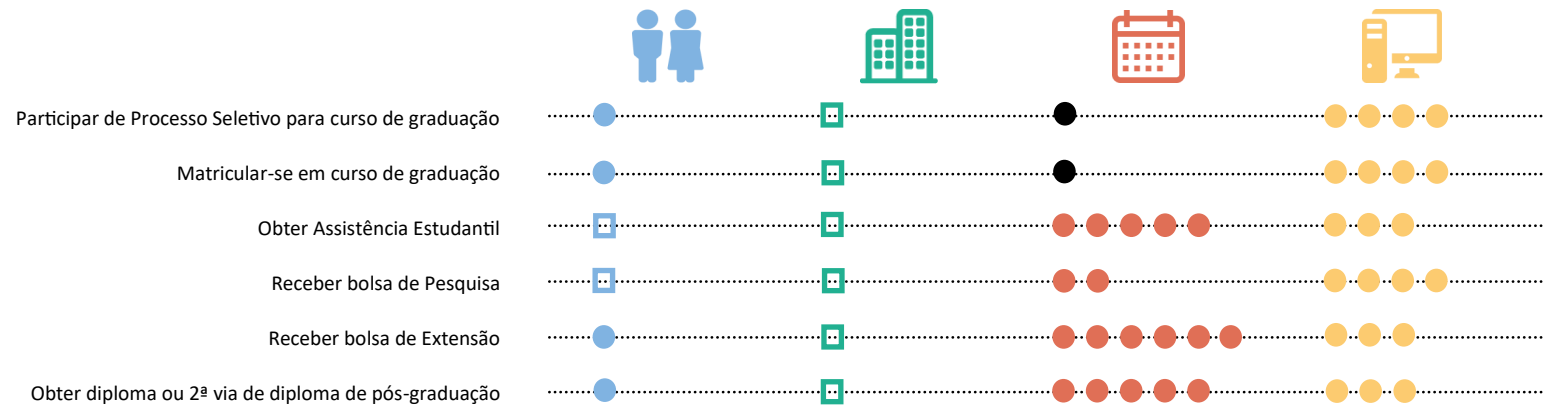 Participar de Processo Seletivo para curso de graduação
Matricular-se em curso de graduação
Obter Assistência Estudantil
Receber bolsa de Pesquisa
Receber bolsa de Extensão
Obter diploma ou 2ª via de diploma de pós-graduação